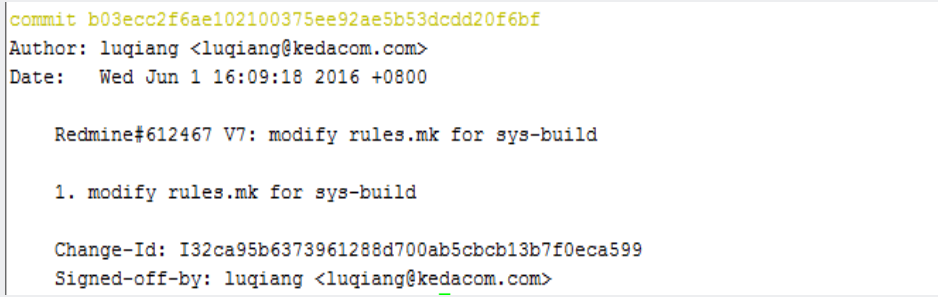 commit b03ecc2f6ae102100375ee92ae5b53dcdd20f6bf
Author: luqiang <luqiang@kedacom.com>
Date:   Wed Jun 1 16:09:18 2016 +0800
Redmine#612467 V7: modify rules.mk for sys-build
1. modify rules.mk for sys-build
Change-Id: I32ca95b6373961288d700ab5cbcb13b7f0eca599
Signed-off-by: luqiang <luqiang@kedacom.com>